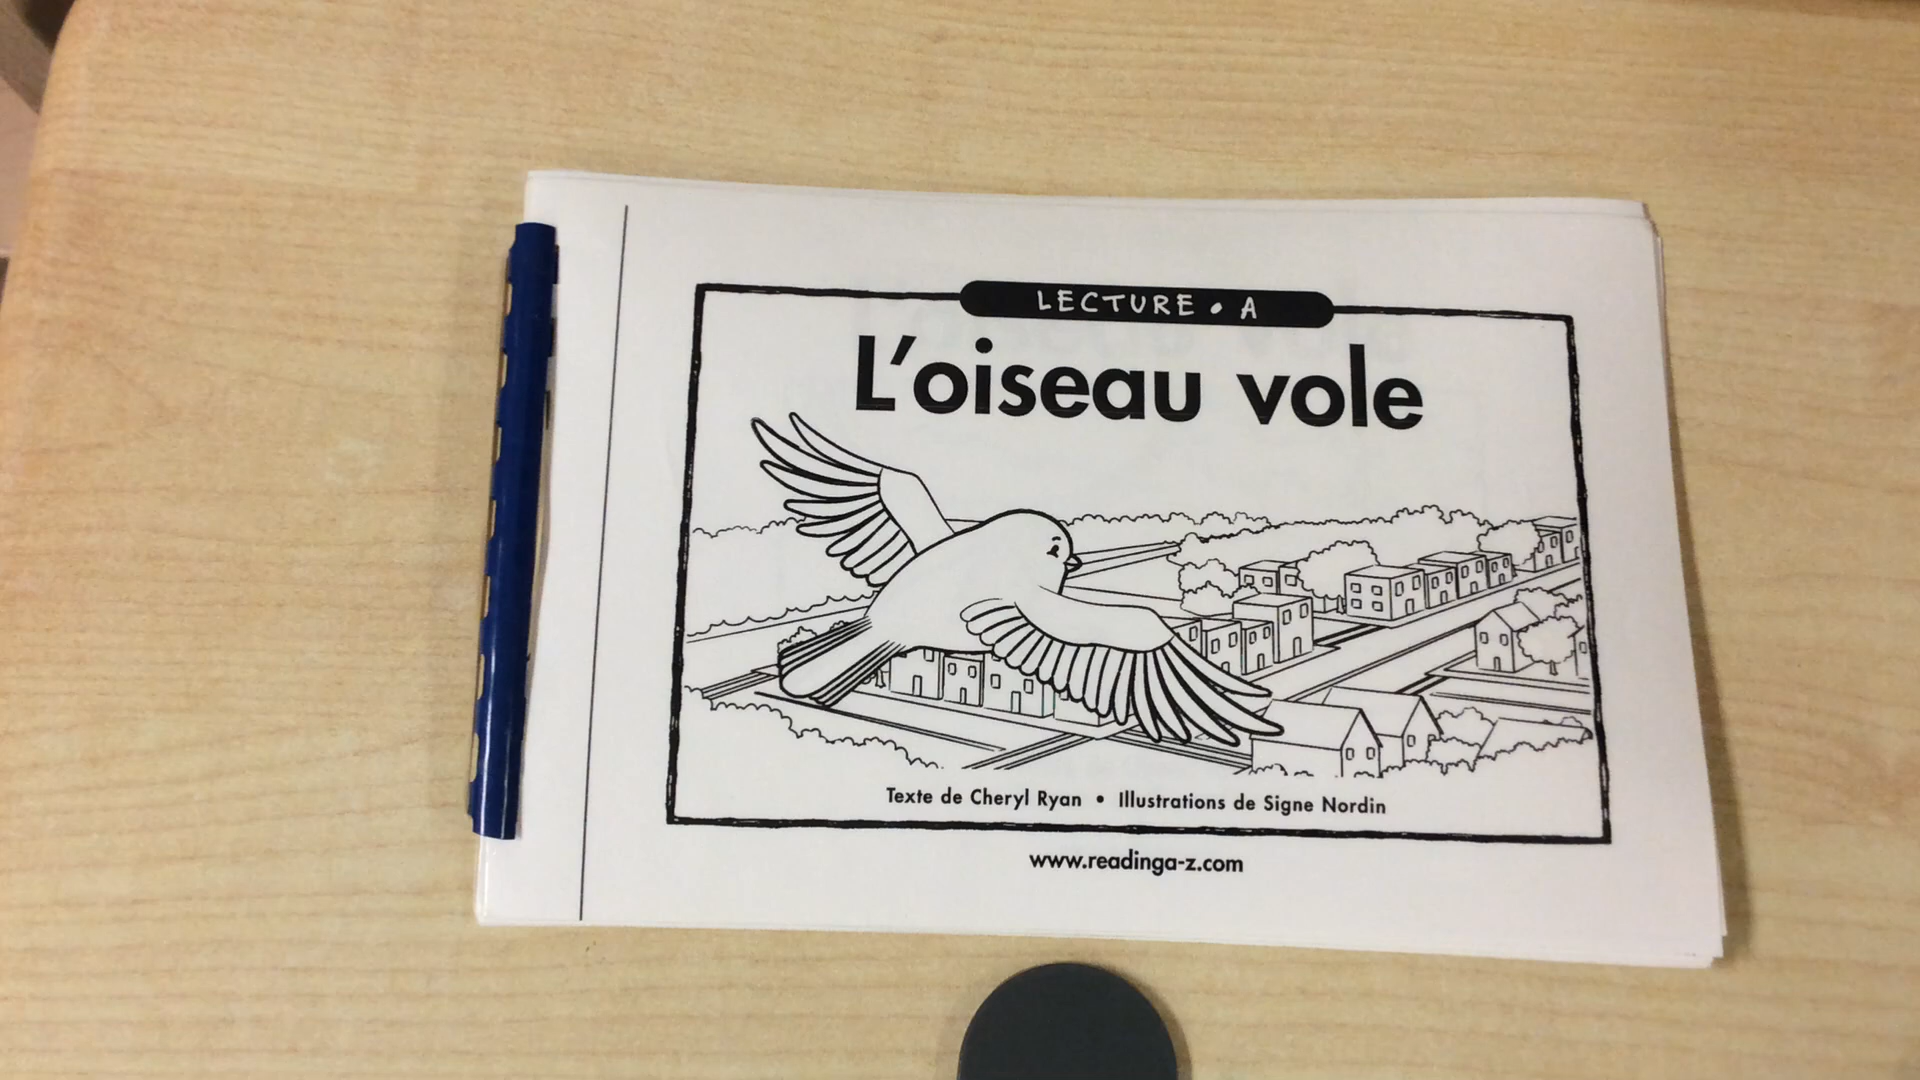 LECTURE • A
L'oiseau vole
Texte de Cheryl Ryan • Illustrations de Signe Nordin
www.readinga-z.com